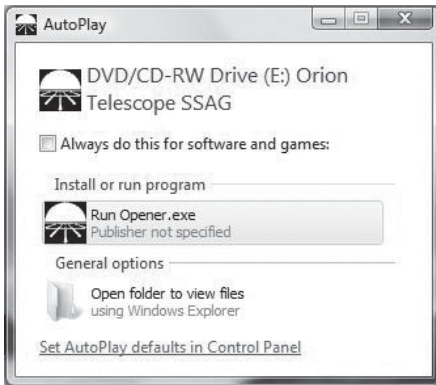 AutoPlay
DVD/CD-RW Drive (E:) Orion
Telescope SSAG
Always do this for software and games:
Install or run program
Run Opener.exe
Publisher not specified
General options
Open folder to view files
using Windows Explorer
Set AutoPlay defaults in Control Panel